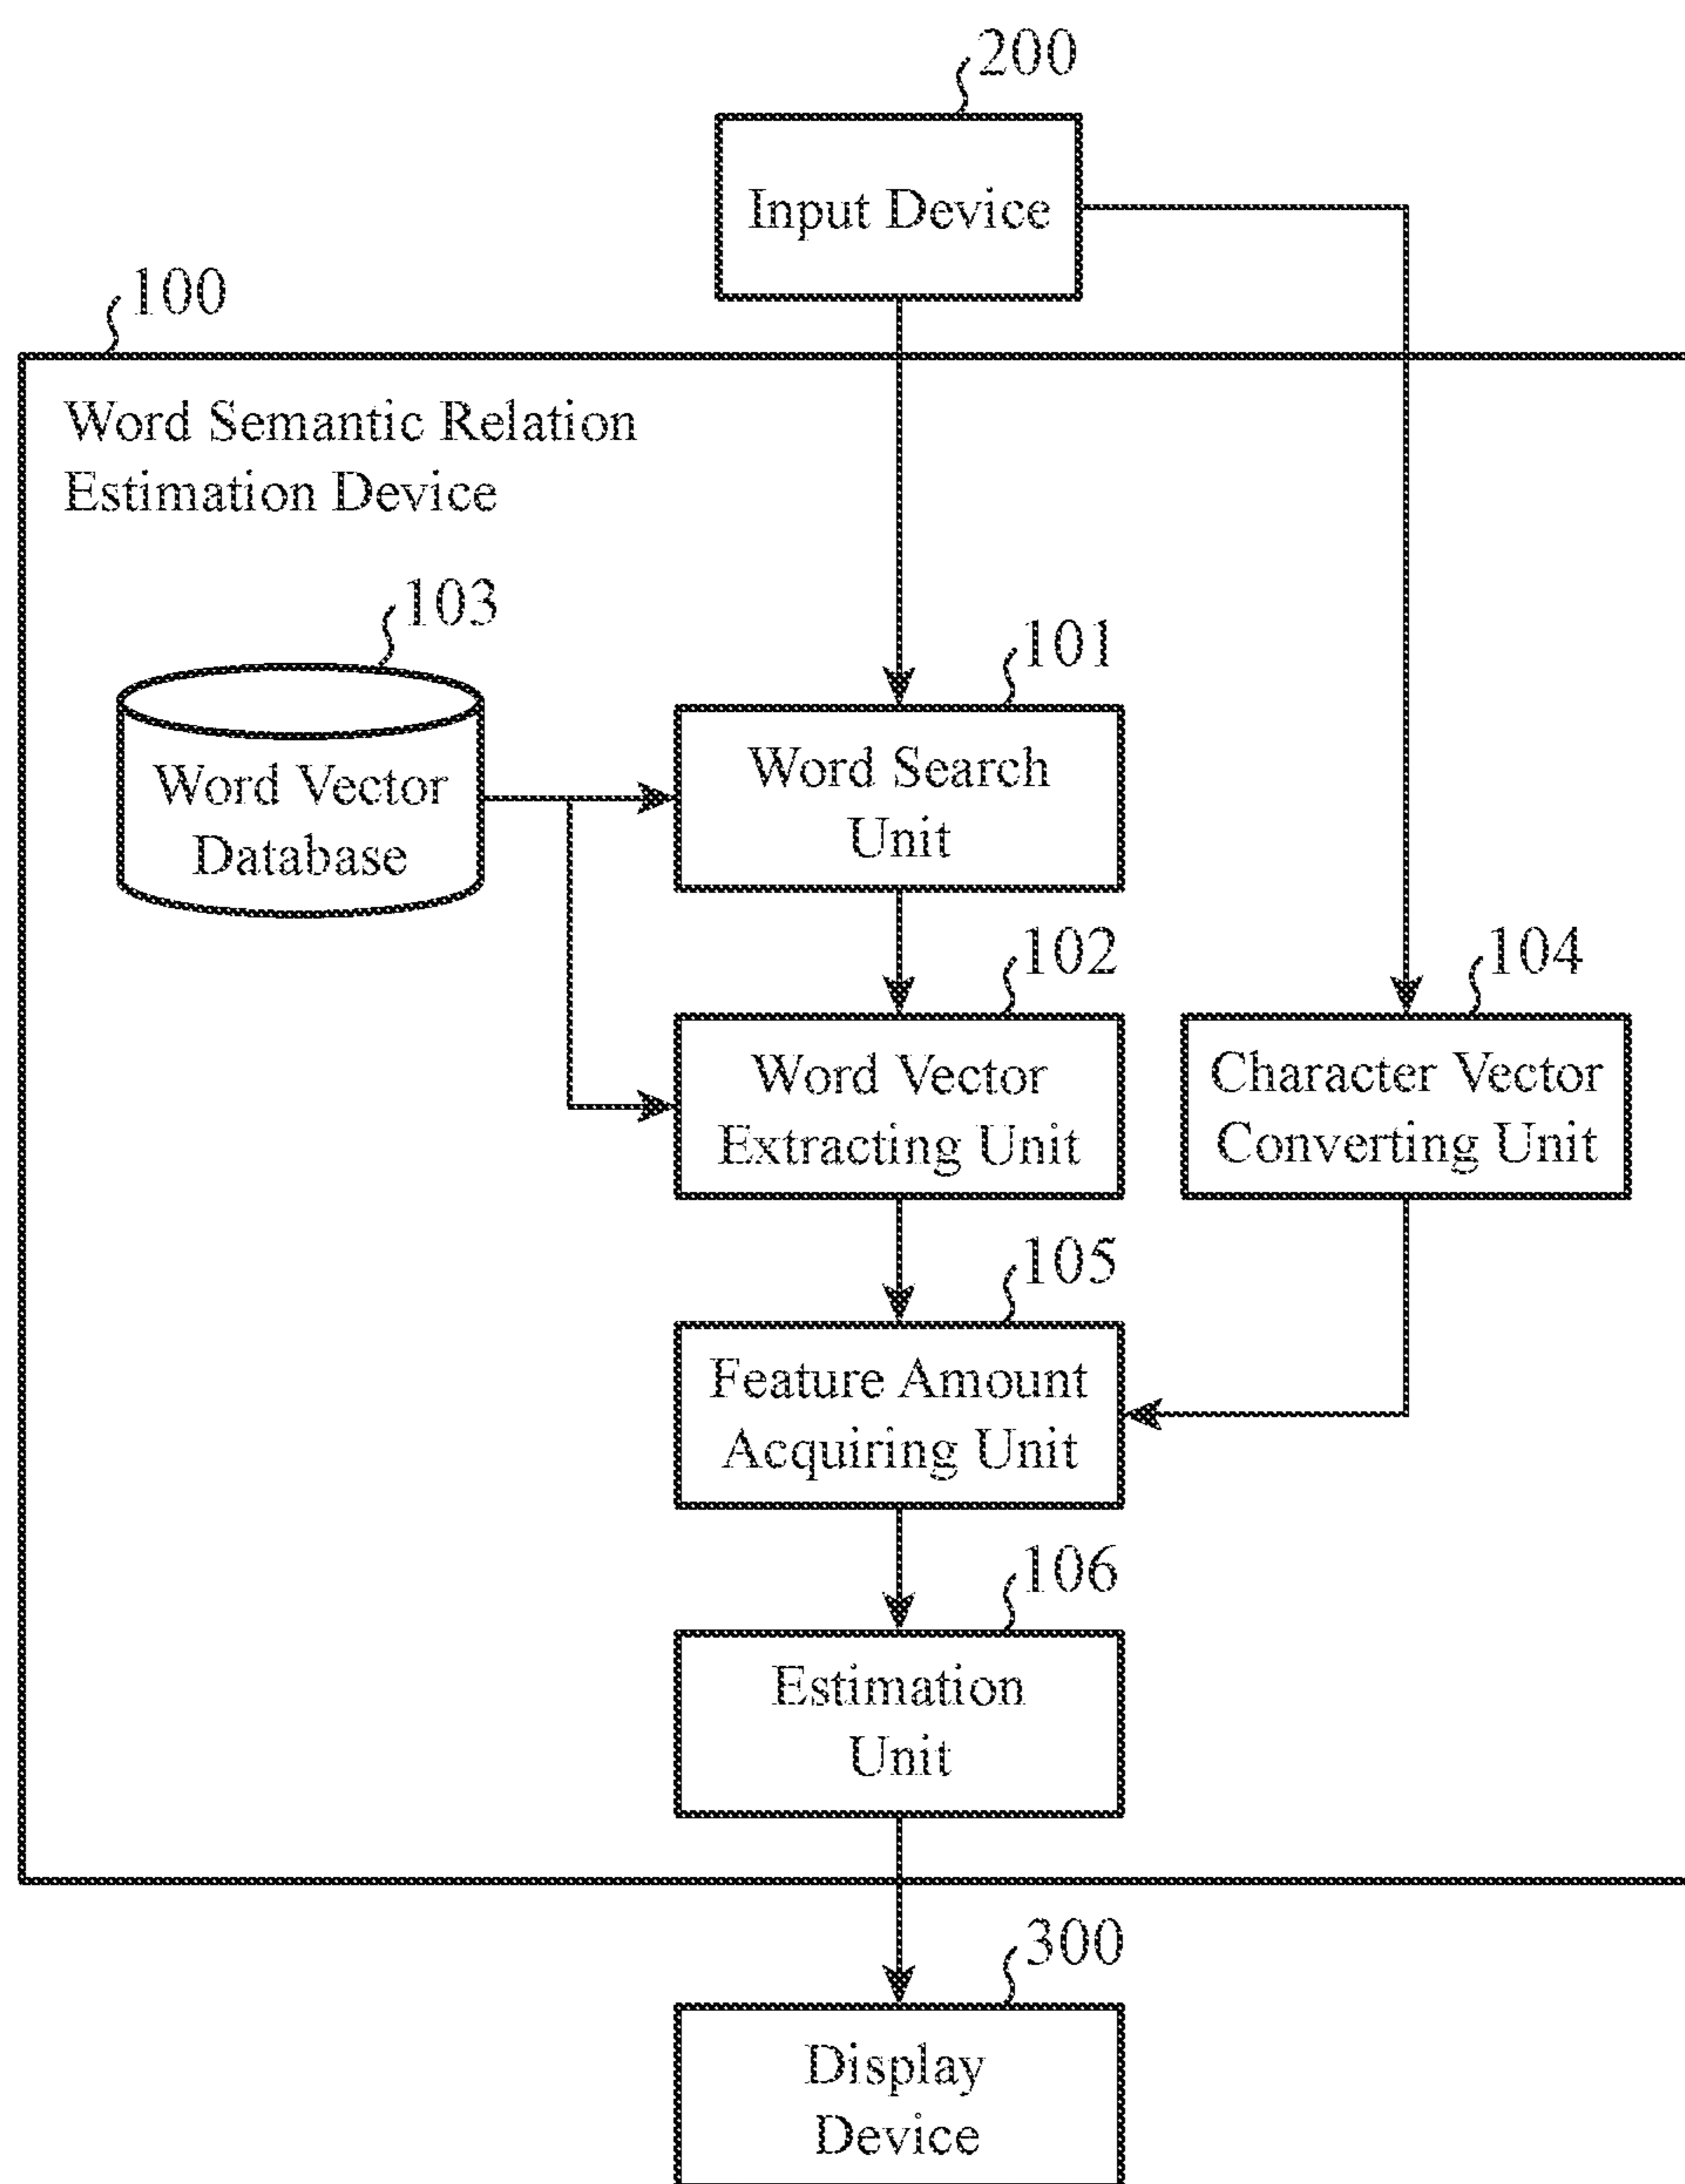 200
Input Device
100
Word Semantic Relation
Estimation Device
103
Word Vector
Database
101
Word Search
Unit
102
Word Vector
Extracting Unit
104
Character Vector
Converting Unit
105
Feature Amount
Acquiring Unit
106
Estimation
Unit
300
Display
Device